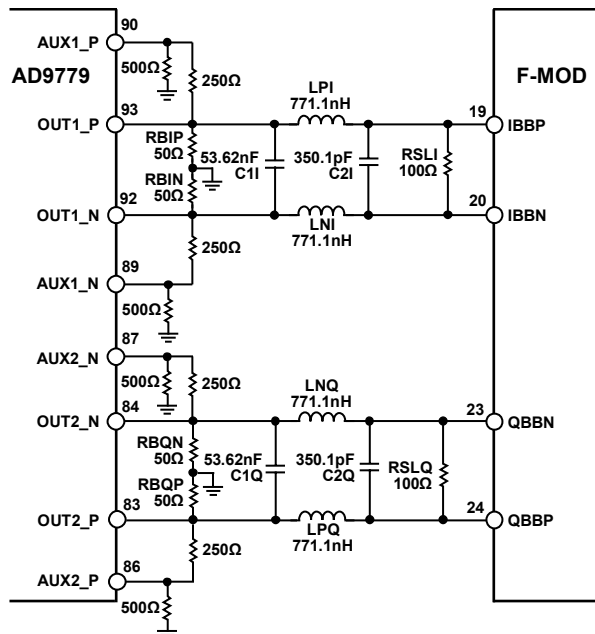 90
AUX1_P
AD9779
500Ω
250Ω
LPI
771.1nH
F-MOD
93
OUT1_P
19
IBBP
RBIP
50Ω
53.62nF
C1I
350.1pF
C2I
RSLI
100Ω
RBIN
50Ω
92
OUT1_N
20
IBBN
LNI
771.1nH
250Ω
89
AUX1_N
500Ω
87
AUX2_N
500Ω
250Ω
LNQ
771.1nH
84
OUT2_N
23
QBBN
RBQN
50Ω
53.62nF
C1Q
350.1pF
C2Q
RSLQ
100Ω
RBQP
50Ω
83
OUT2_P
24
QBBP
LPQ
771.1nH
250Ω
86
AUX2_P
500Ω